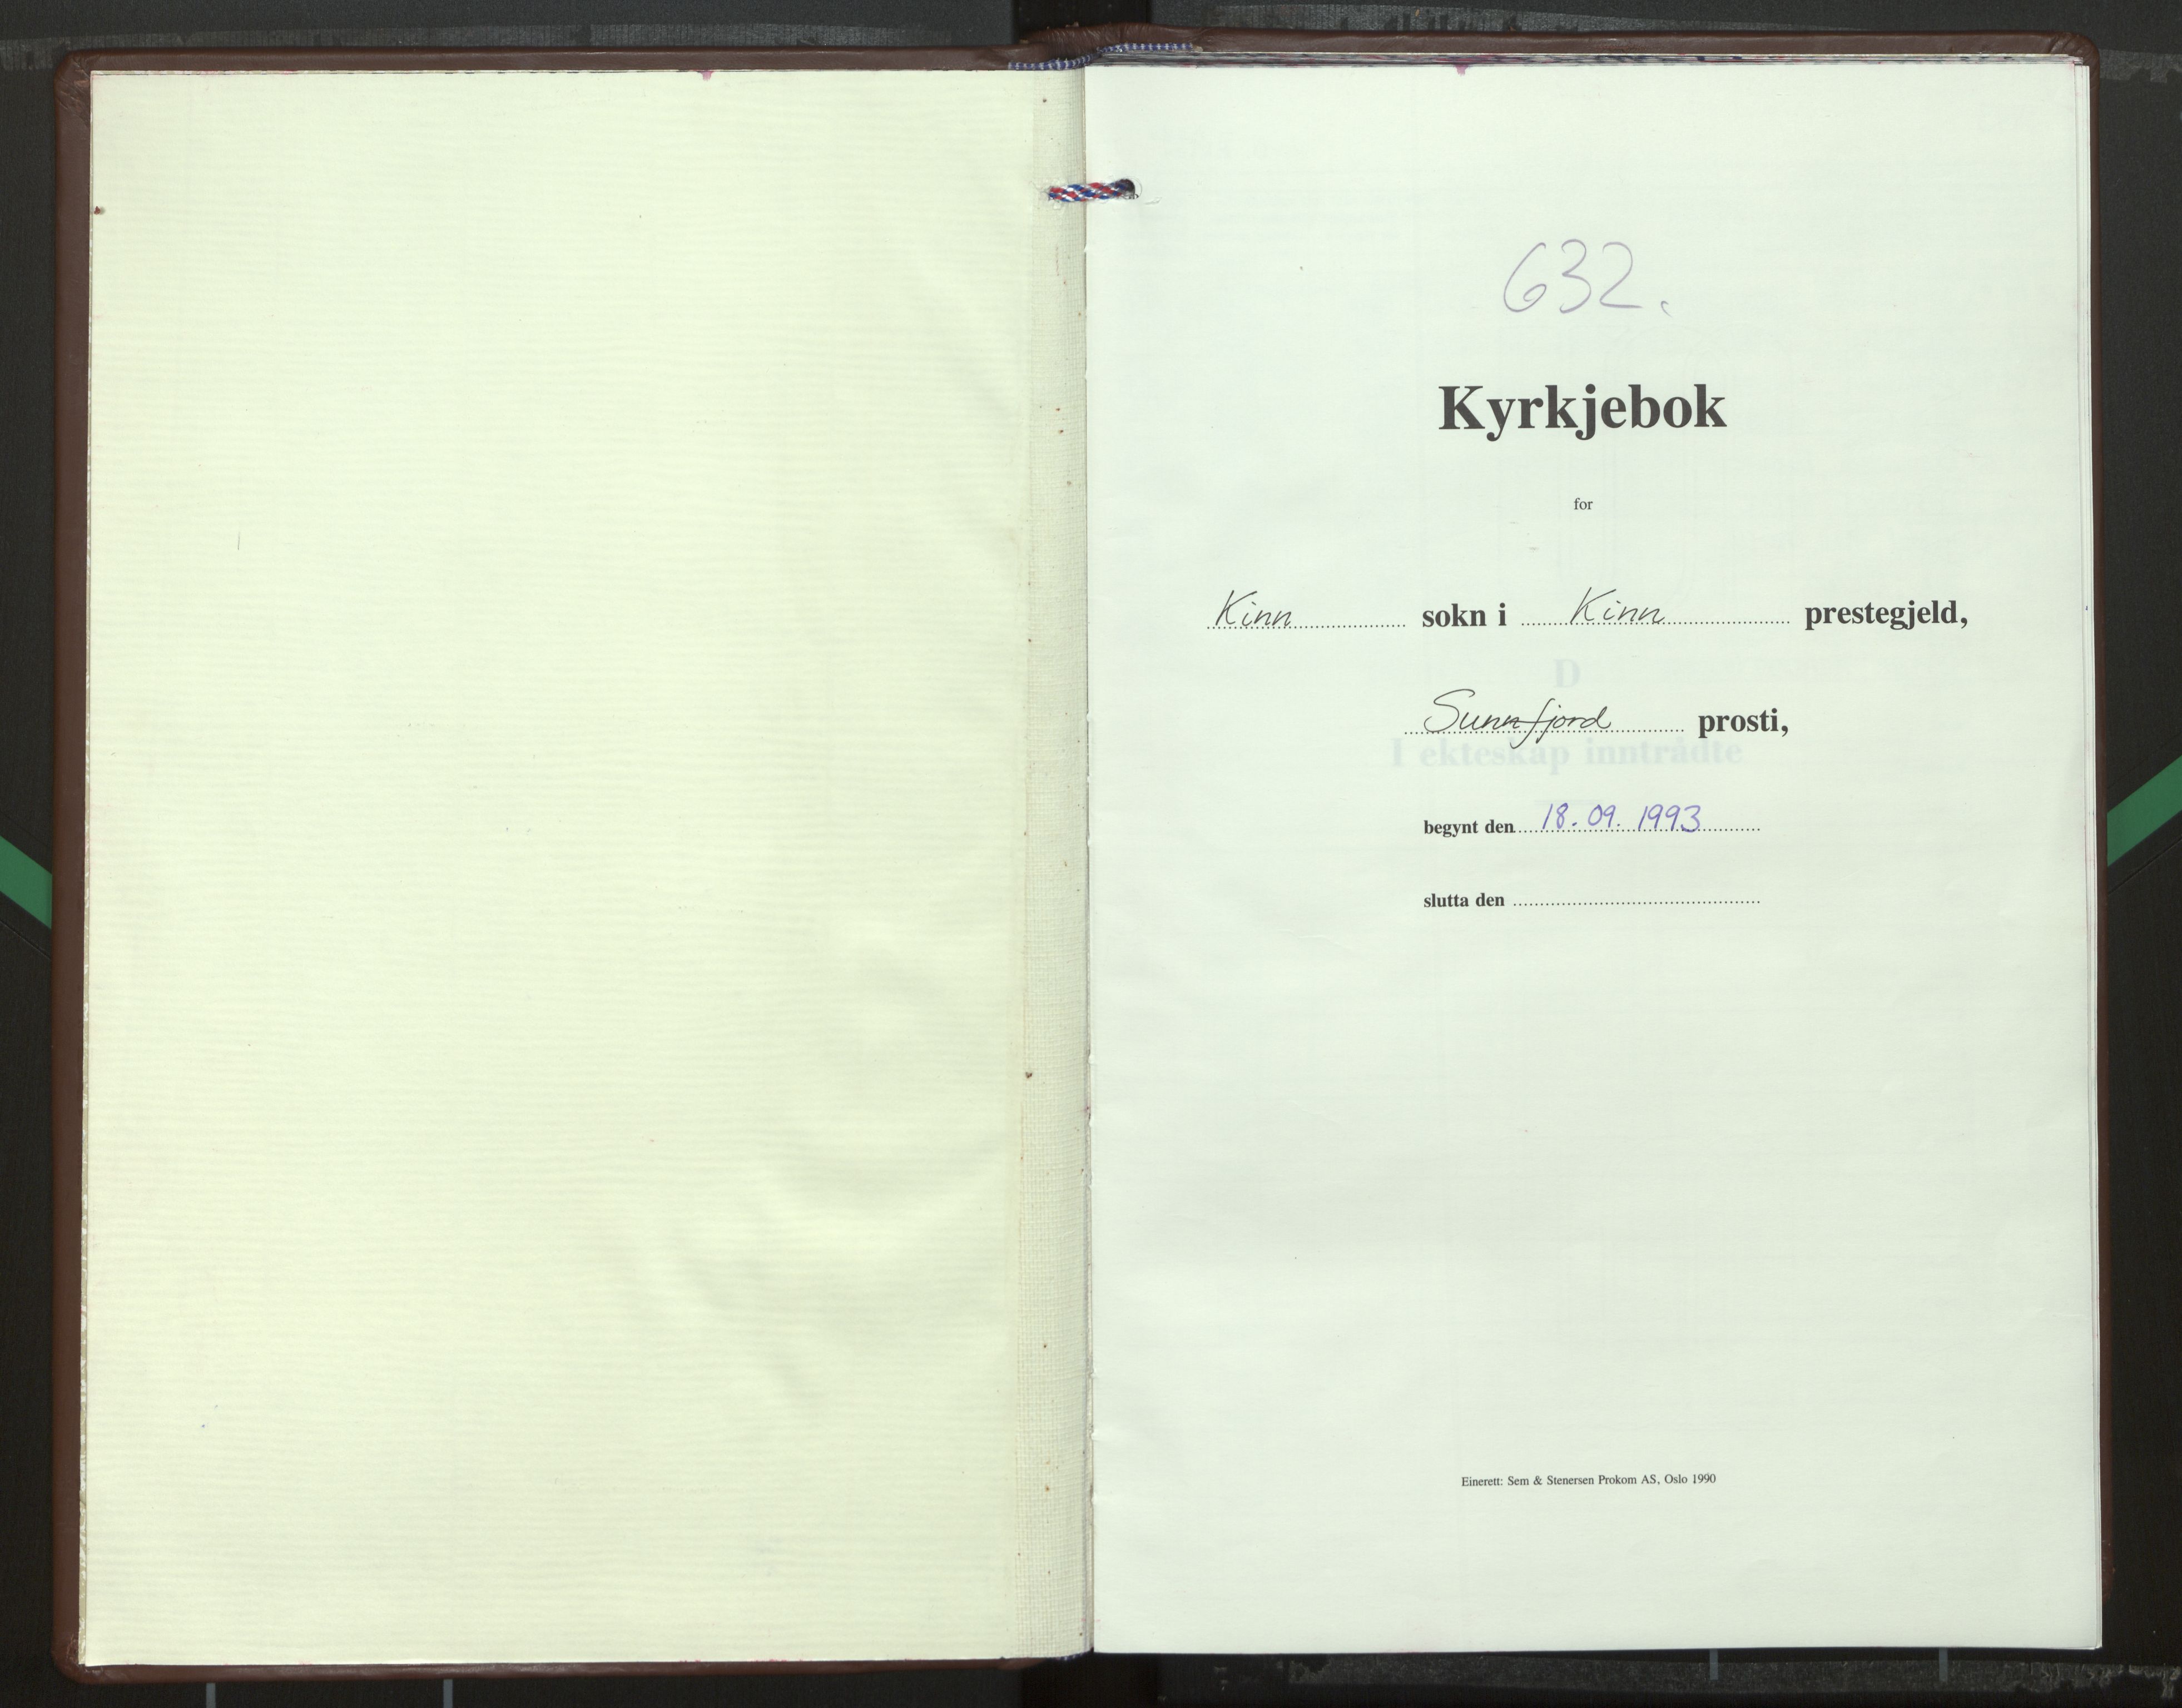 632.
Kyrkjebok
for
Kinn sokn i Kinn prestegjeld,
Sunnfjord prosti,
D
I ekteskap inntrådte
begynt den 18.09.1993
slutta den
Einerett: Sem & Stenersen Prokom AS, Oslo 1990